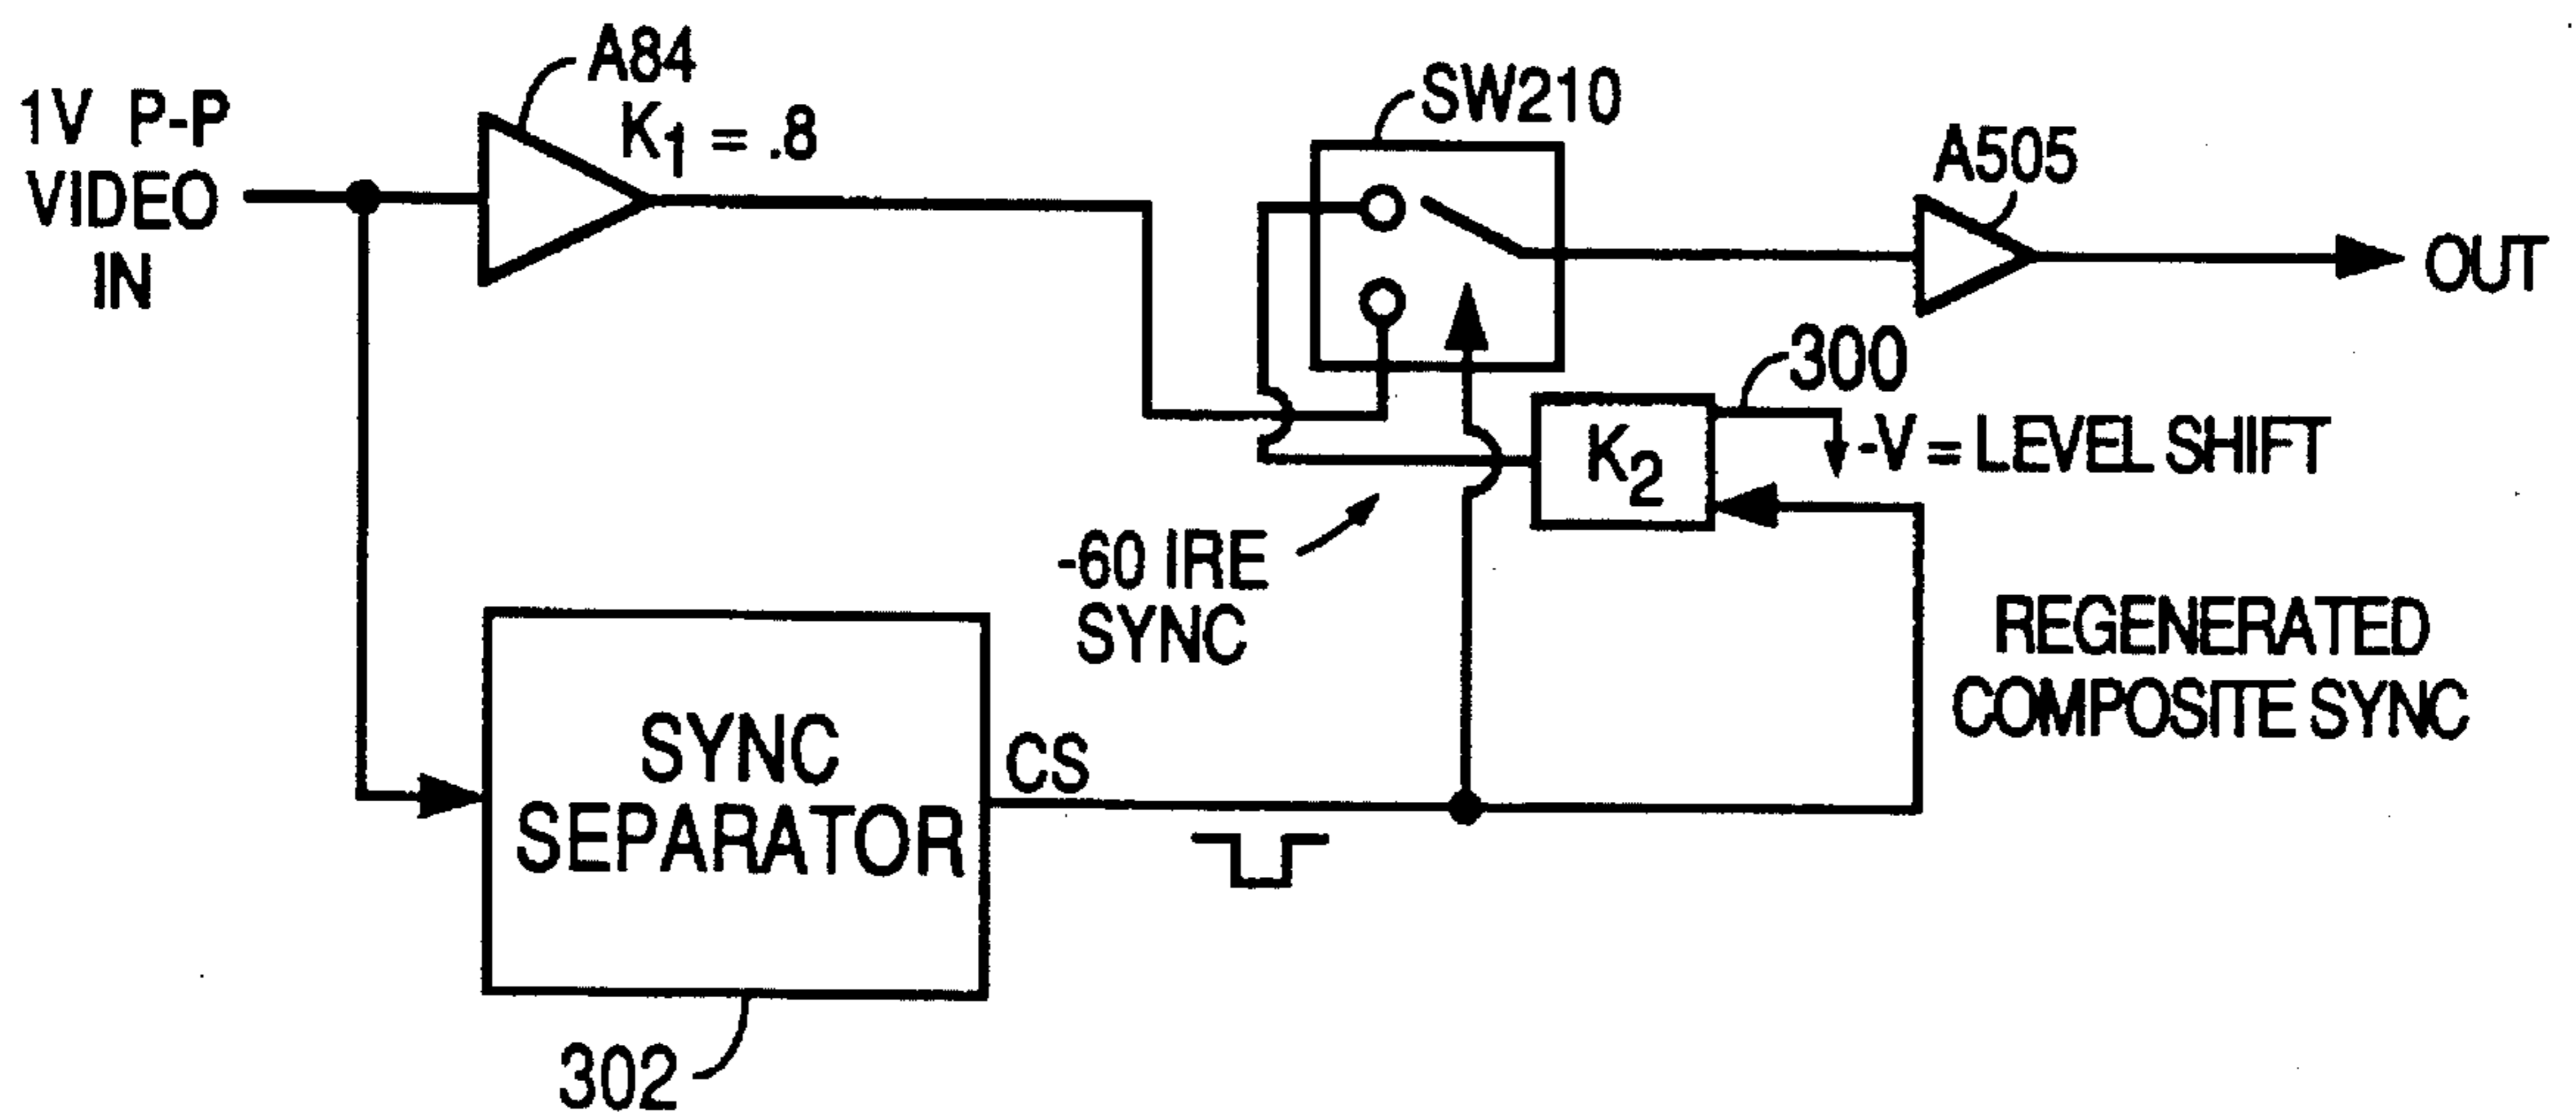 1V P-P
VIDEO
IN
A84
K1 = .8
SW210
A505
OUT
300
K2
-V = LEVEL SHIFT
-60 IRE
SYNC
REGENERATED
COMPOSITE SYNC
SYNC
SEPARATOR
CS
302